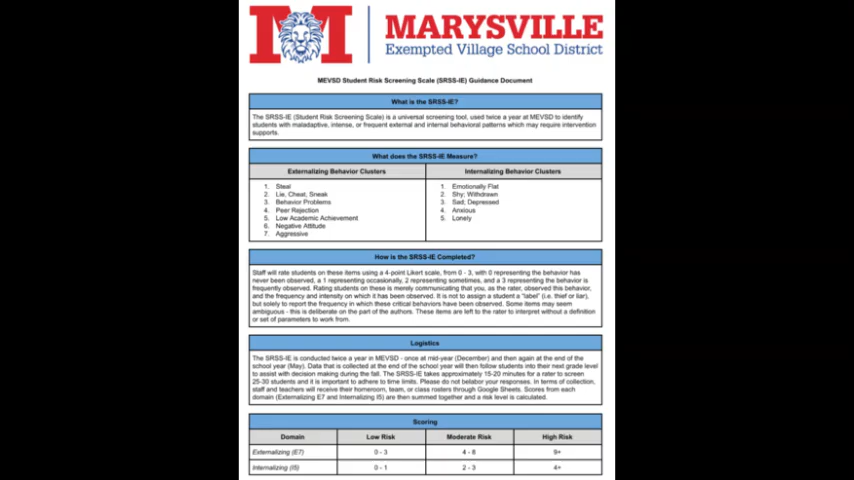 MARYSVILLE
Exempted Village School District
MEVSD Student Risk Screening Scale (SRSS-IE) Guidance Document
What is the SRSS-IE?
The SRSS-IE (Student Risk Screening Scale) is a universal screening tool, used twice a year at MEVSD to identify
students with maladaptive, intense, or frequent external and internal behavioral patterns which may require intervention
supports.
What does the SRSS-IE Measure?
Externalizing Behavior Clusters Internalizing Behavior Clusters
1. Steal
2. Lie, Cheat, Sneak
3. Behavior Problems
4. Peer Rejection
5. Low Academic Achievement
6. Negative Attitude
7. Aggressive
1. Emotionally Flat
2. Shy; Withdrawn
3. Sad; Depressed
4. Anxious
5. Lonely
How is the SRSS-IE Completed?
Staff will rate students on these items using a 4-point Likert scale, from 0 - 3, with 0 representing the behavior has
never been observed, a 1 representing occasionally, 2 representing sometimes, and a 3 representing the behavior is
frequently observed. Rating students on these is merely communicating that you, as the rater, observed this behavior,
and the frequency and intensity on which it has been observed. It is not to assign a student a "label" (i.e. thief or liar),
but solely to report the frequency in which these critical behaviors have been observed. Some items may seem
ambiguous - this is deliberate on the part of the authors. These items are left to the rater to interpret without a definition
or set of parameters to work from.
Logistics
The SRSS-IE is conducted twice a year in MEVSD - once at mid-year (December) and then again at the end of the
school year (May). Data that is collected at the end of the school year will then follow students into their next grade level
to assist with decision making during the fall. The SRSS-IE takes approximately 15-20 minutes for a rater to screen
25-30 students and it is important to adhere to time limits. Please do not belabor your responses. In terms of collection,
staff and teachers will receive their homeroom, team, or class rosters through Google Sheets. Scores from each
domain (Externalizing E7 and Internalizing I5) are then summed together and a risk level is calculated.
Scoring
Domain Low Risk Moderate Risk High Risk
Externalizing (E7) 0 - 3 4 - 8 9+
Internalizing (I5) 0 - 1 2 - 3 4+